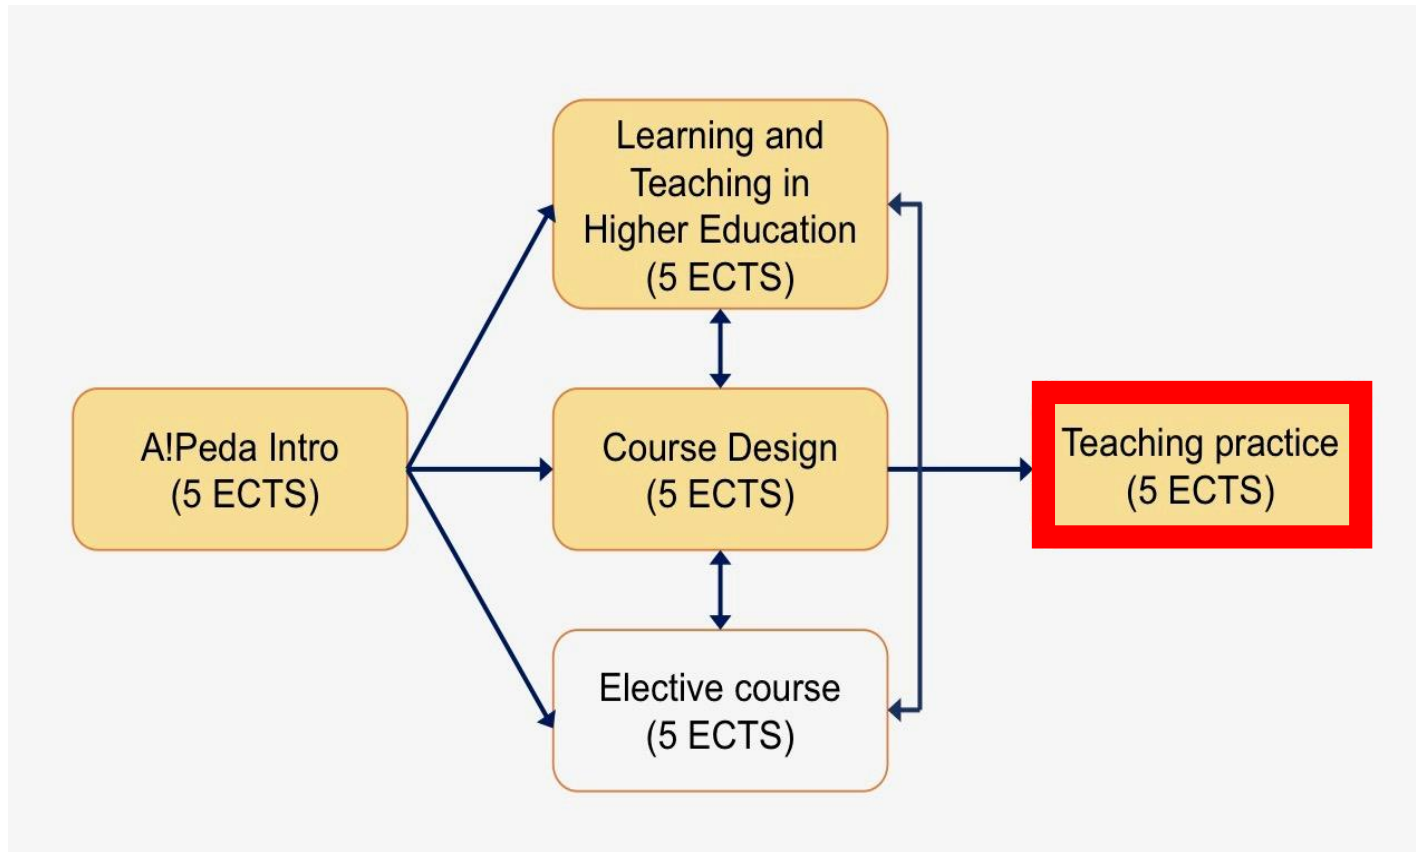 Learning and
Teaching in
Higher Education
(5 ECTS)
A!Peda Intro
(5 ECTS)
Course Design
(5 ECTS)
Teaching practice
(5 ECTS)
Elective course
(5 ECTS)